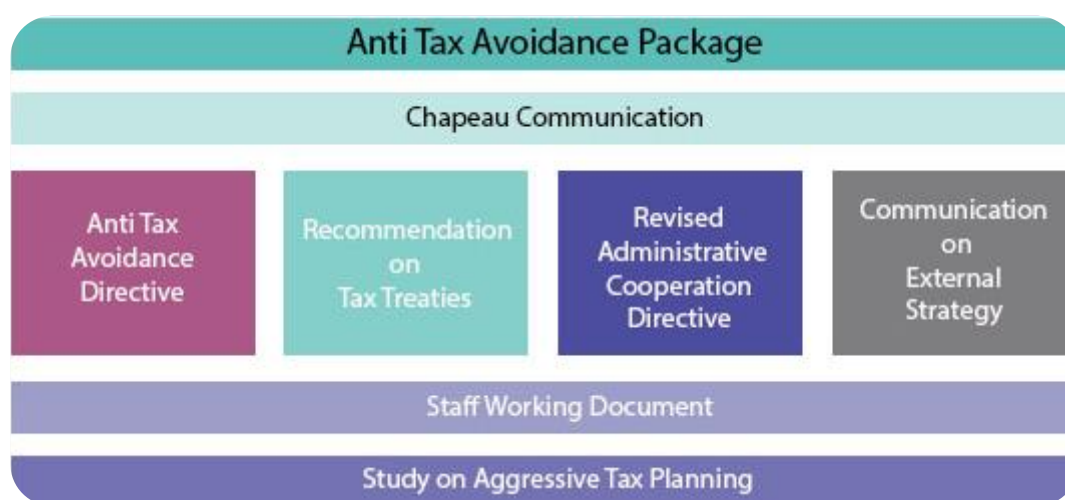 Anti Tax Avoidance Package
Chapeau Communication
Anti Tax
Avoidance
Directive
Recommendation
on
Tax Treaties
Revised
Administrative
Cooperation
Directive
Communication
on
External
Strategy
Staff Working Document
Study on Aggressive Tax Planning